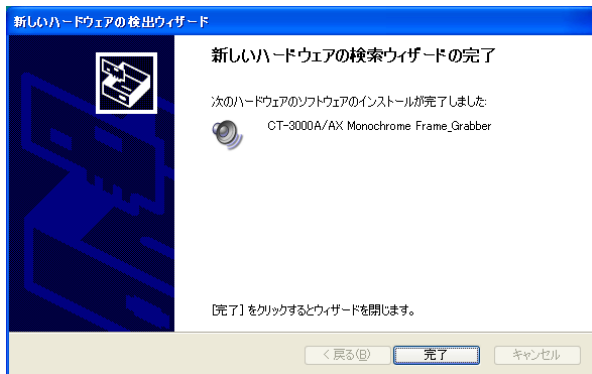 新しいハードウェアの検出ウィザード
新しいハードウェアの検索ウィザードの完了
次のハードウェアのソフトウェアのインストールが完了しました:
CT-3000A/AX Monochrome Frame_Grabber
[完了] をクリックするとウィザードを閉じます。
< 戻る(B) 完了 キャンセル